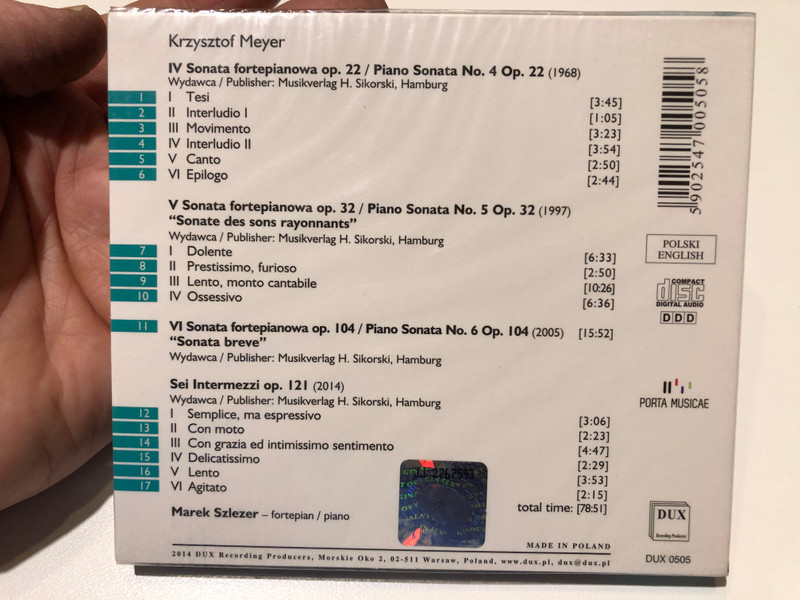 Krzysztof Meyer
IV Sonata fortepianowa op. 22 / Piano Sonata No. 4 Op. 22 (1968)
Wydawca / Publisher: Musikverlag H. Sikorski, Hamburg
1 I Tesi [3:45]
2 II Interludio I [1:05]
3 III Movimento [3:23]
4 IV Interludio II [3:54]
5 V Canto [2:50]
6 VI Epilogo [2:44]
V Sonata fortepianowa op. 32 / Piano Sonata No. 5 Op. 32 (1997)
“Sonate des sons rayonnants”
Wydawca / Publisher: Musikverlag H. Sikorski, Hamburg
7 I Dolente [6:33]
8 II Prestissimo, furioso [2:50]
9 III Lento, monto cantabile [10:26]
10 IV Ossessivo [6:36]
11 VI Sonata fortepianowa op. 104 / Piano Sonata No. 6 Op. 104 (2005) [15:52]
“Sonata breve”
Wydawca / Publisher: Musikverlag H. Sikorski, Hamburg
Sei Intermezzi op. 121 (2014)
Wydawca / Publisher: Musikverlag H. Sikorski, Hamburg
12 I Semplice, ma espressivo [3:06]
13 II Con moto [2:23]
14 III Con grazia ed intimissimo sentimento [4:47]
15 IV Delicatissimo [2:29]
16 V Lento [3:53]
17 VI Agitato [2:15]
total time: [78:51]
Marek Szlezer – fortepian / piano
MADE IN POLAND
2014 DUX Recording Producers, Morskie Oko 2, 02-511 Warsaw, Poland, www.dux.pl, dux@dux.pl
5 902547 005058
POLSKI
ENGLISH
COMPACT
disc
DIGITAL AUDIO
DDD
PORTA MUSICAE
DUX
Recording Producers
DUX 0505